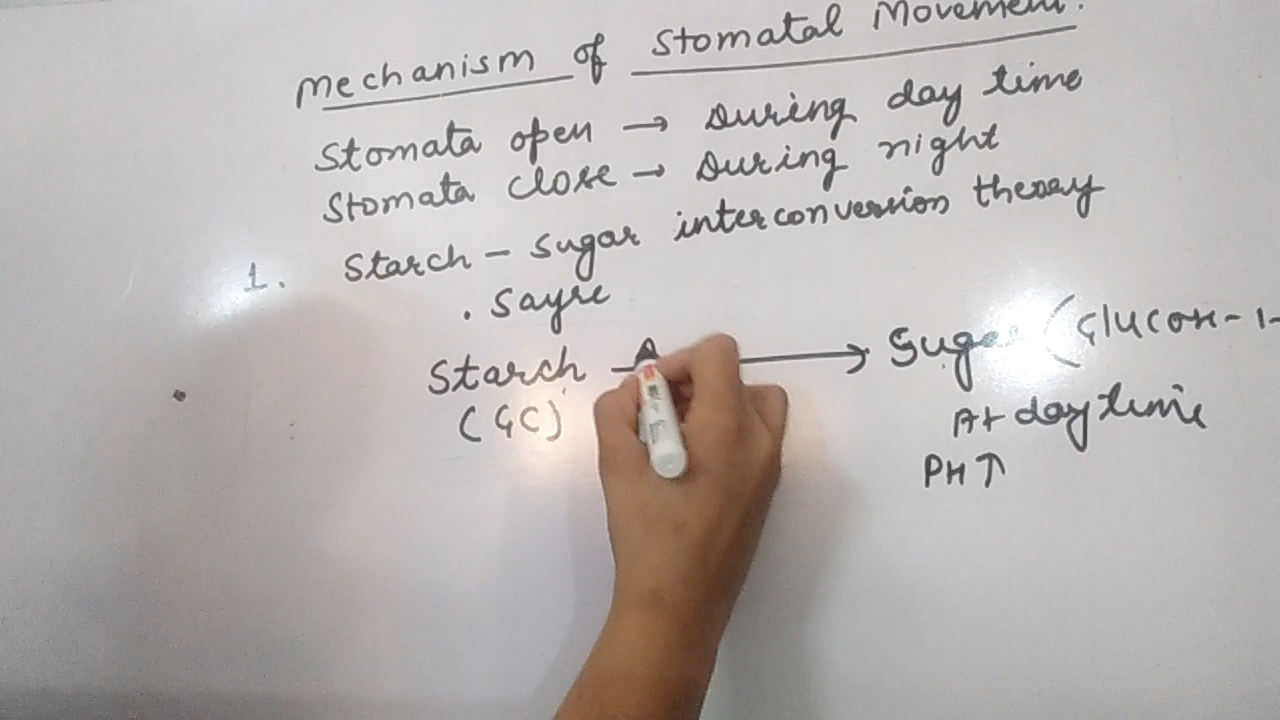 Mechanism of Stomatal Movement.
Stomata open → During day time
Stomata close → During night
1. Starch - sugar interconversion theory
. Sayre
Starch → Sugar (Glucose-1-
(GC)
At day time
PH ↑